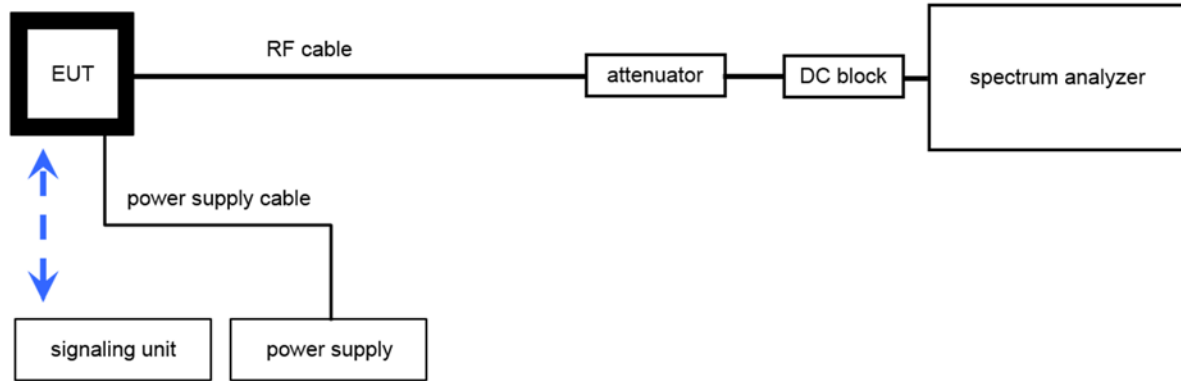 EUT
RF cable
attenuator
DC block
spectrum analyzer
power supply cable
signaling unit
power supply